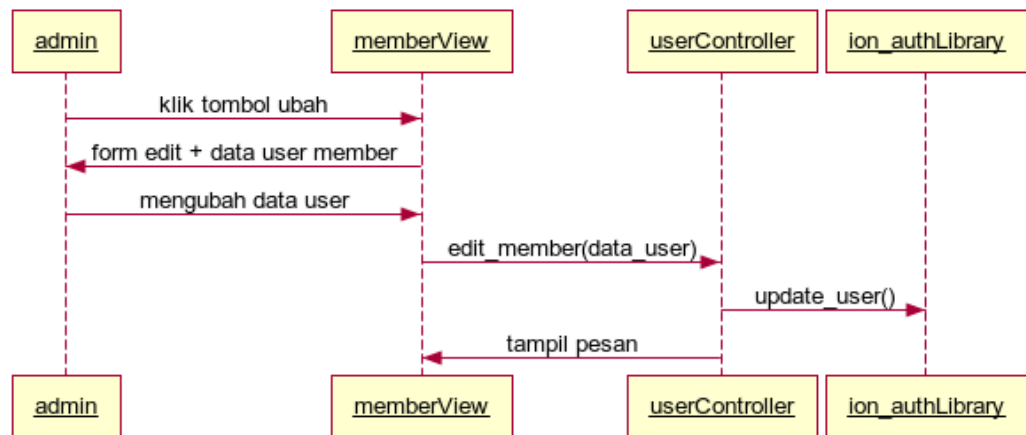 admin
memberView
userController
ion_authLibrary
klik tombol ubah
form edit + data user member
mengubah data user
edit_member(data_user)
update_user()
tampil pesan
admin
memberView
userController
ion_authLibrary